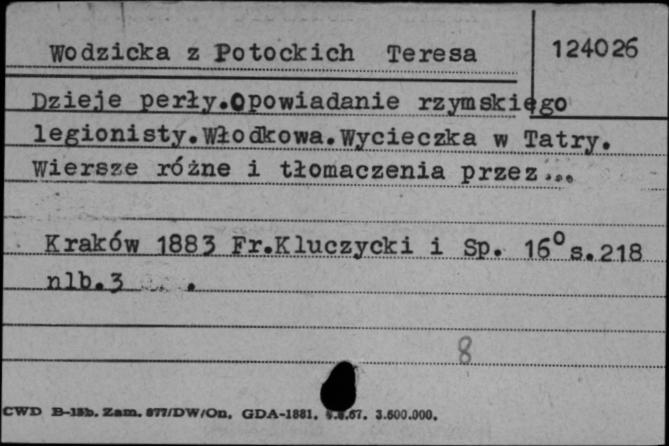 Wodzicka z Potockich Teresa 124026
Dzieje perły.Opowiadanie rzymskiego
legionisty.Włodkowa.Wycieczka w Tatry.
Wiersze różne i tłomaczenia przez...
Kraków 1883 Fr.Kluczycki i Sp. 16° s.218
nlb.3 .
8
CWD B-15b. Zam. 877/DW/On. GDA-1881. 3.600.000.